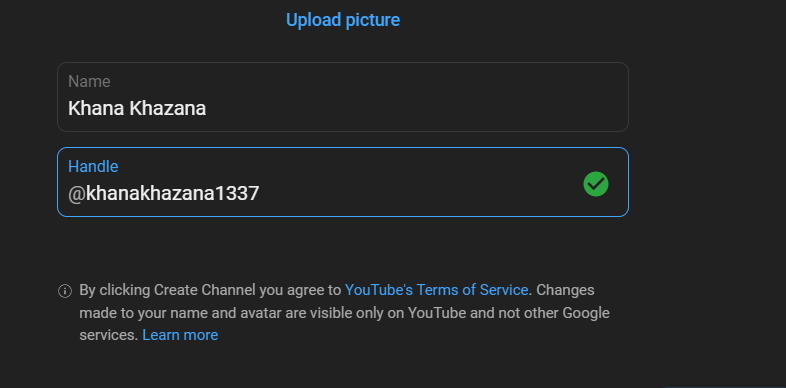 Upload picture
Name
Khana Khazana
Handle
@khanakhazana1337
By clicking Create Channel you agree to YouTube's Terms of Service. Changes
made to your name and avatar are visible only on YouTube and not other Google
services. Learn more